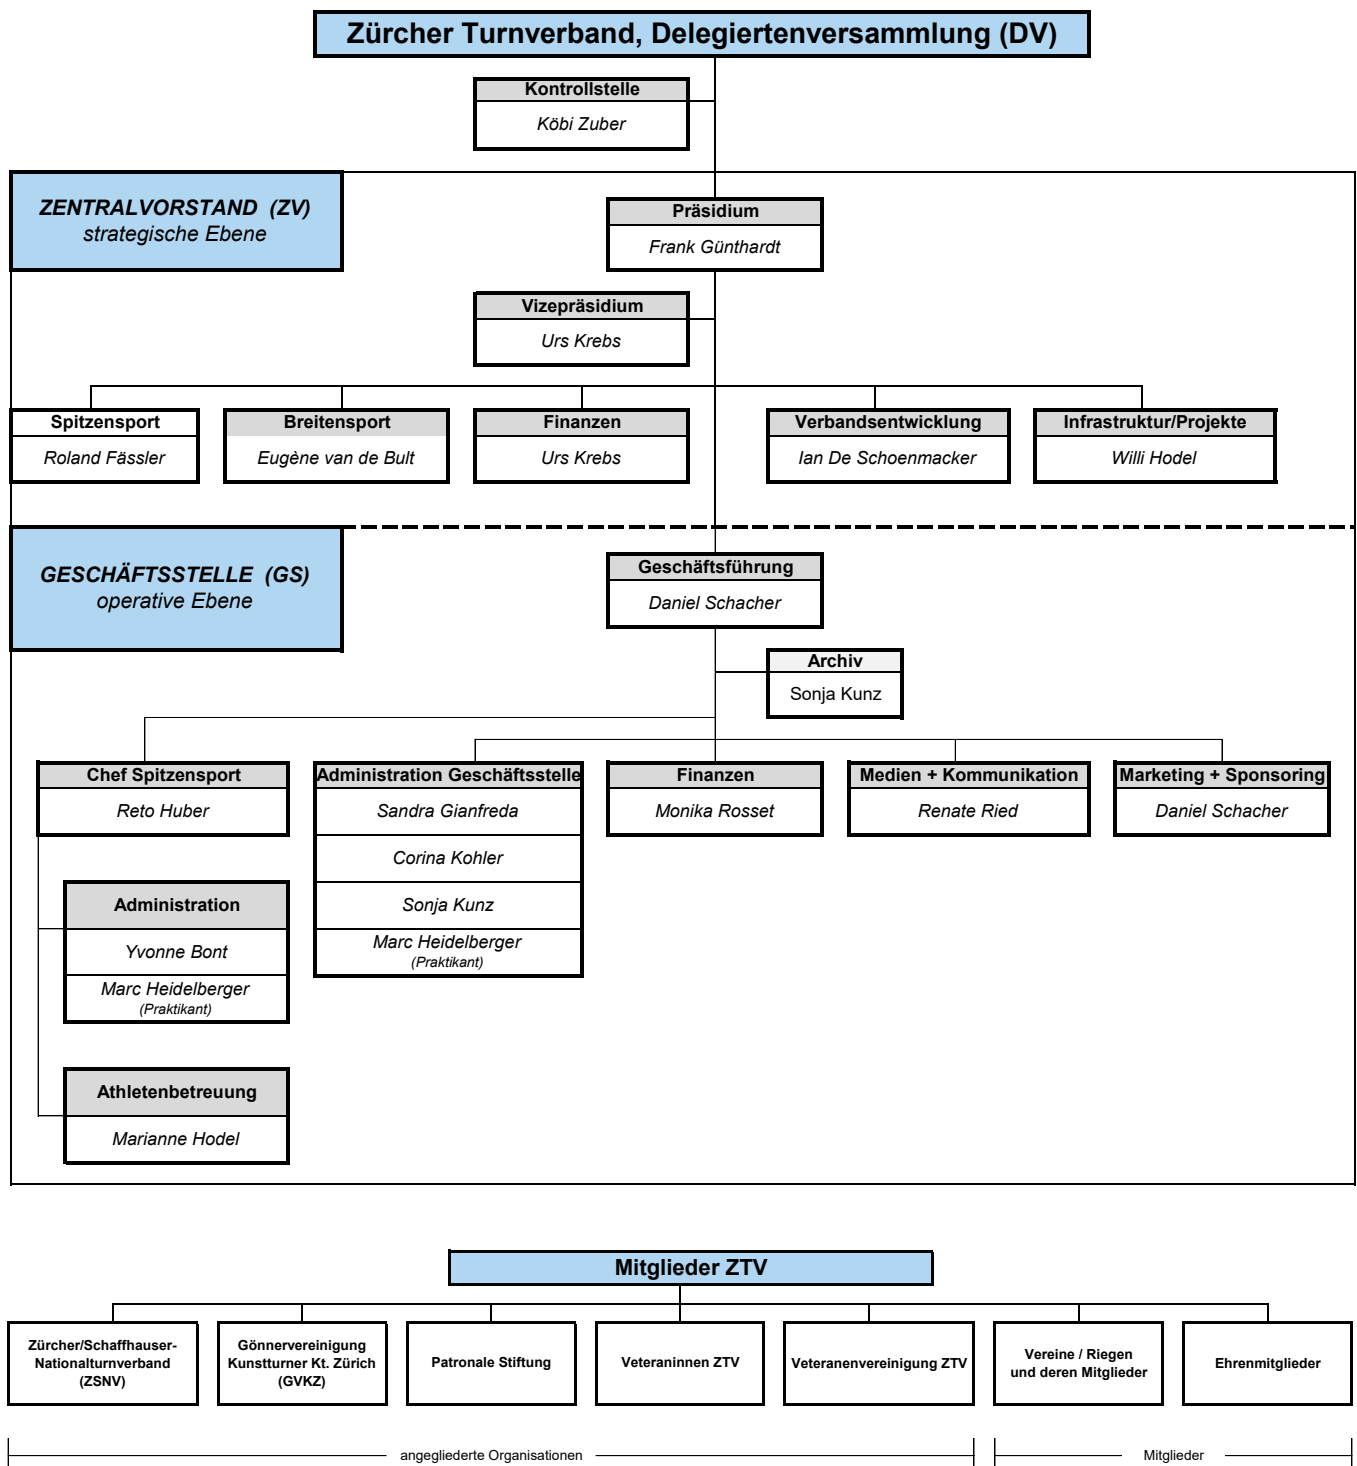 Zürcher Turnverband, Delegiertenversammlung (DV)
Kontrollstelle
Köbi Zuber
ZENTRALVORSTAND (ZV)
strategische Ebene
Präsidium
Frank Günthardt
Vizepräsidium
Urs Krebs
Spitzensport
Roland Fässler
Breitensport
Eugène van de Bult
Finanzen
Urs Krebs
Verbandsentwicklung
Ian De Schoenmacker
Infrastruktur/Projekte
Willi Hodel
GESCHÄFTSSTELLE (GS)
operative Ebene
Geschäftsführung
Daniel Schacher
Archiv
Sonja Kunz
Chef Spitzensport
Reto Huber
Administration
Yvonne Bont
Marc Heidelberger
(Praktikant)
Athletenbetreuung
Marianne Hodel
Administration Geschäftsstelle
Sandra Gianfreda
Corina Kohler
Sonja Kunz
Marc Heidelberger
(Praktikant)
Finanzen
Monika Rosset
Medien + Kommunikation
Renate Ried
Marketing + Sponsoring
Daniel Schacher
Mitglieder ZTV
Zürcher/Schaffhauser-
Nationalturnverband
(ZSNV)
Gönnervereinigung
Kunstturner Kt. Zürich
(GVKZ)
Patronale Stiftung
Veteraninnen ZTV
Veteranenvereinigung ZTV
Vereine / Riegen
und deren Mitglieder
Ehrenmitglieder
angegliederte Organisationen
Mitglieder